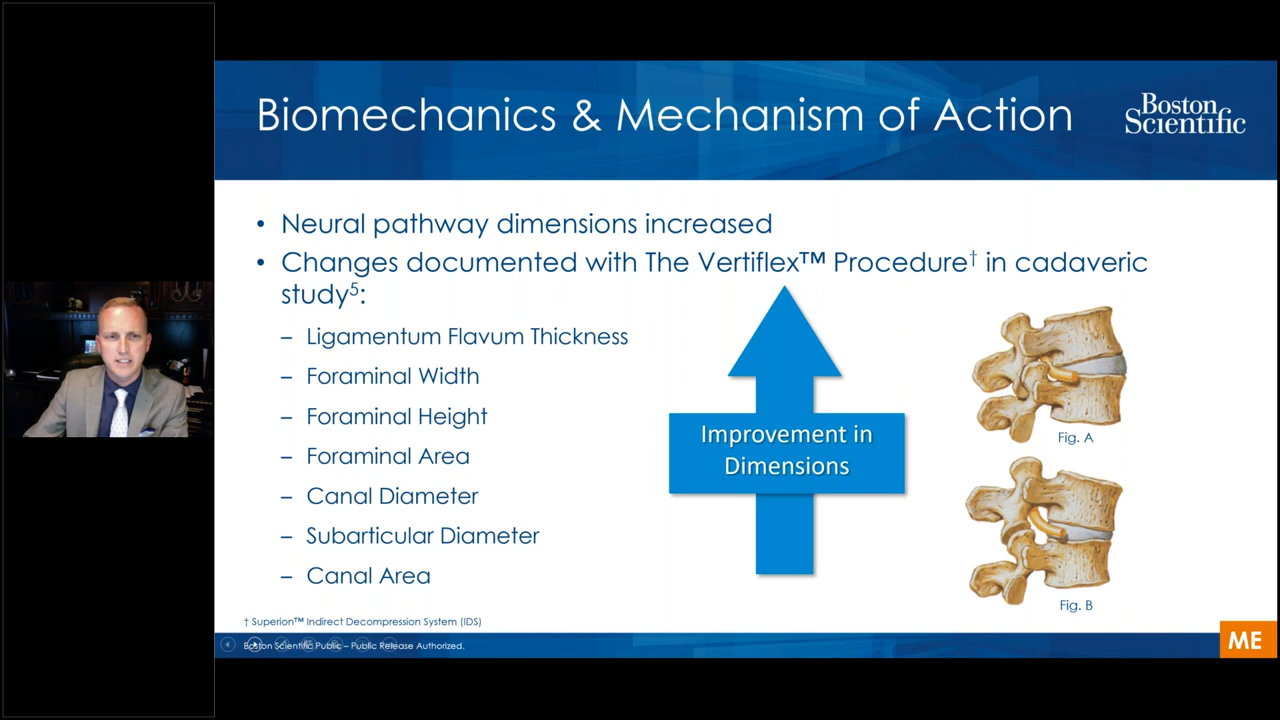 Biomechanics & Mechanism of Action
Boston
Scientific
• Neural pathway dimensions increased
• Changes documented with The Vertiflex™ Procedure† in cadaveric
study5:
– Ligamentum Flavum Thickness
– Foraminal Width
– Foraminal Height
– Foraminal Area
– Canal Diameter
– Subarticular Diameter
– Canal Area
Improvement in
Dimensions
Fig. A
Fig. B
† Superion™ Indirect Decompression System (IDS)
Boston Scientific Public – Public Release Authorized.
ME